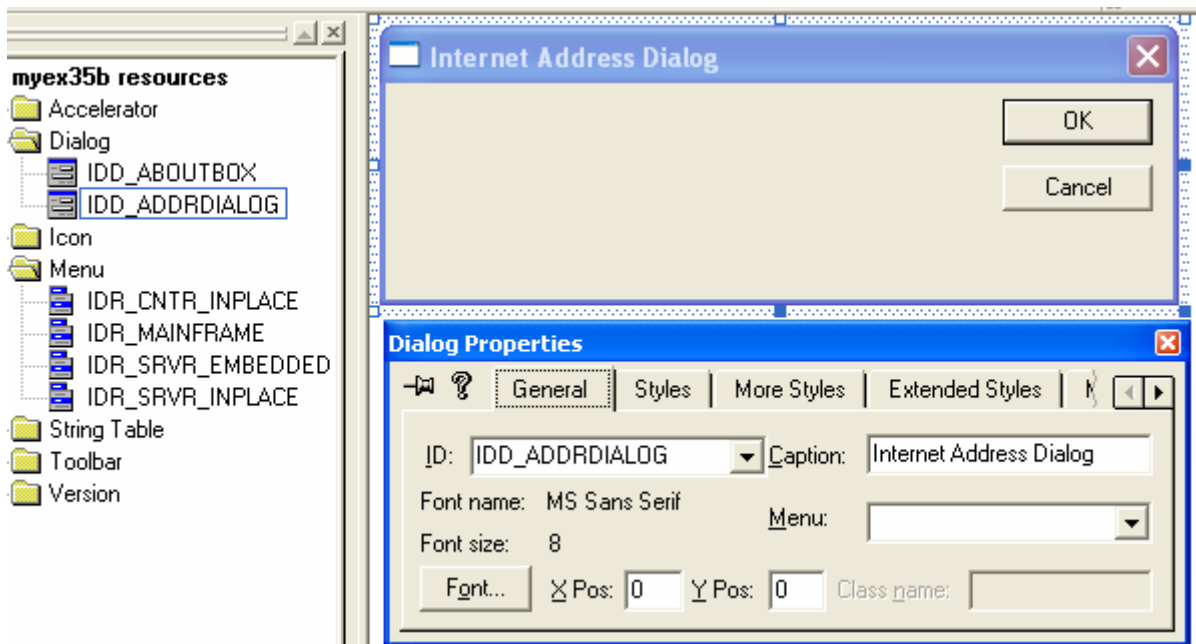 myex35b resources
Accelerator
Dialog
IDD_ABOUTBOX
IDD_ADDRDIALOG
Icon
Menu
IDR_CNTR_INPLACE
IDR_MAINFRAME
IDR_SRVR_EMBEDDED
IDR_SRVR_INPLACE
String Table
Toolbar
Version
Internet Address Dialog
OK
Cancel
Dialog Properties
General Styles More Styles Extended Styles
ID: IDD_ADDRDIALOG Caption: Internet Address Dialog
Font name: MS Sans Serif Menu:
Font size: 8
Font... X Pos: 0 Y Pos: 0 Class name: